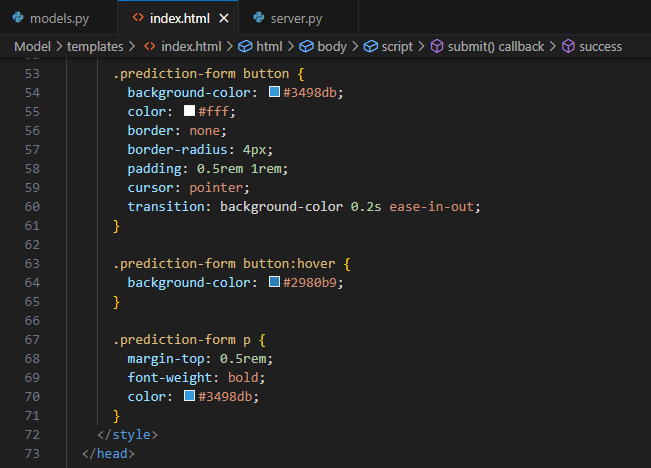 models.py index.html server.py
Model > templates > index.html > html > body > script > submit() callback > success
53 .prediction-form button {
54 background-color: #3498db;
55 color: #fff;
56 border: none;
57 border-radius: 4px;
58 padding: 0.5rem 1rem;
59 cursor: pointer;
60 transition: background-color 0.2s ease-in-out;
61 }
62
63 .prediction-form button:hover {
64 background-color: #2980b9;
65 }
66
67 .prediction-form p {
68 margin-top: 0.5rem;
69 font-weight: bold;
70 color: #3498db;
71 }
72 </style>
73 </head>